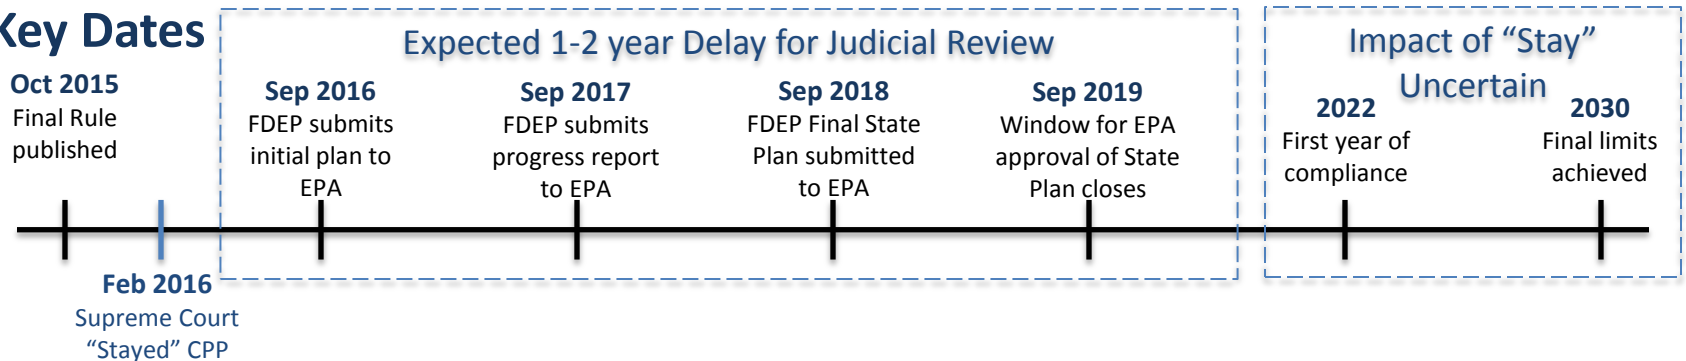 Key Dates
Expected 1-2 year Delay for Judicial Review
Impact of “Stay”
Uncertain
Oct 2015
Final Rule
published
Sep 2016
FDEP submits
initial plan to
EPA
Sep 2017
FDEP submits
progress report
to EPA
Sep 2018
FDEP Final State
Plan submitted
to EPA
Sep 2019
Window for EPA
approval of State
Plan closes
2022
First year of
compliance
2030
Final limits
achieved
Feb 2016
Supreme Court
“Stayed” CPP